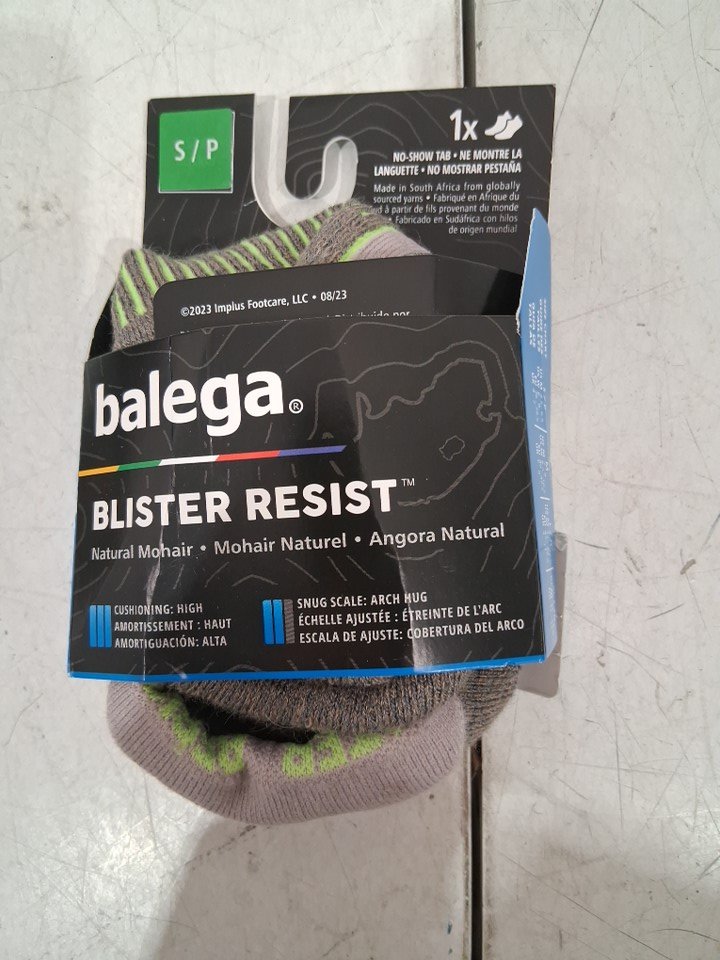 S / P
1x
NO-SHOW TAB • NE MONTRE LA
LANGUETTE • NO MOSTRAR PESTAÑA
Made in South Africa from globally
sourced yarns • Fabriqué en Afrique du
à partir de fils provenant du monde
Fabricado en Sudáfrica con hilos
de origen mundial
©2023 Implus Footcare, LLC • 08/23
balega®
BLISTER RESIST™
Natural Mohair • Mohair Naturel • Angora Natural
CUSHIONING: HIGH
AMORTISSEMENT : HAUT
AMORTIGUACIÓN: ALTA
SNUG SCALE: ARCH HUG
ÉCHELLE AJUSTÉE : ÉTREINTE DE L'ARC
ESCALA DE AJUSTE: COBERTURA DEL ARCO